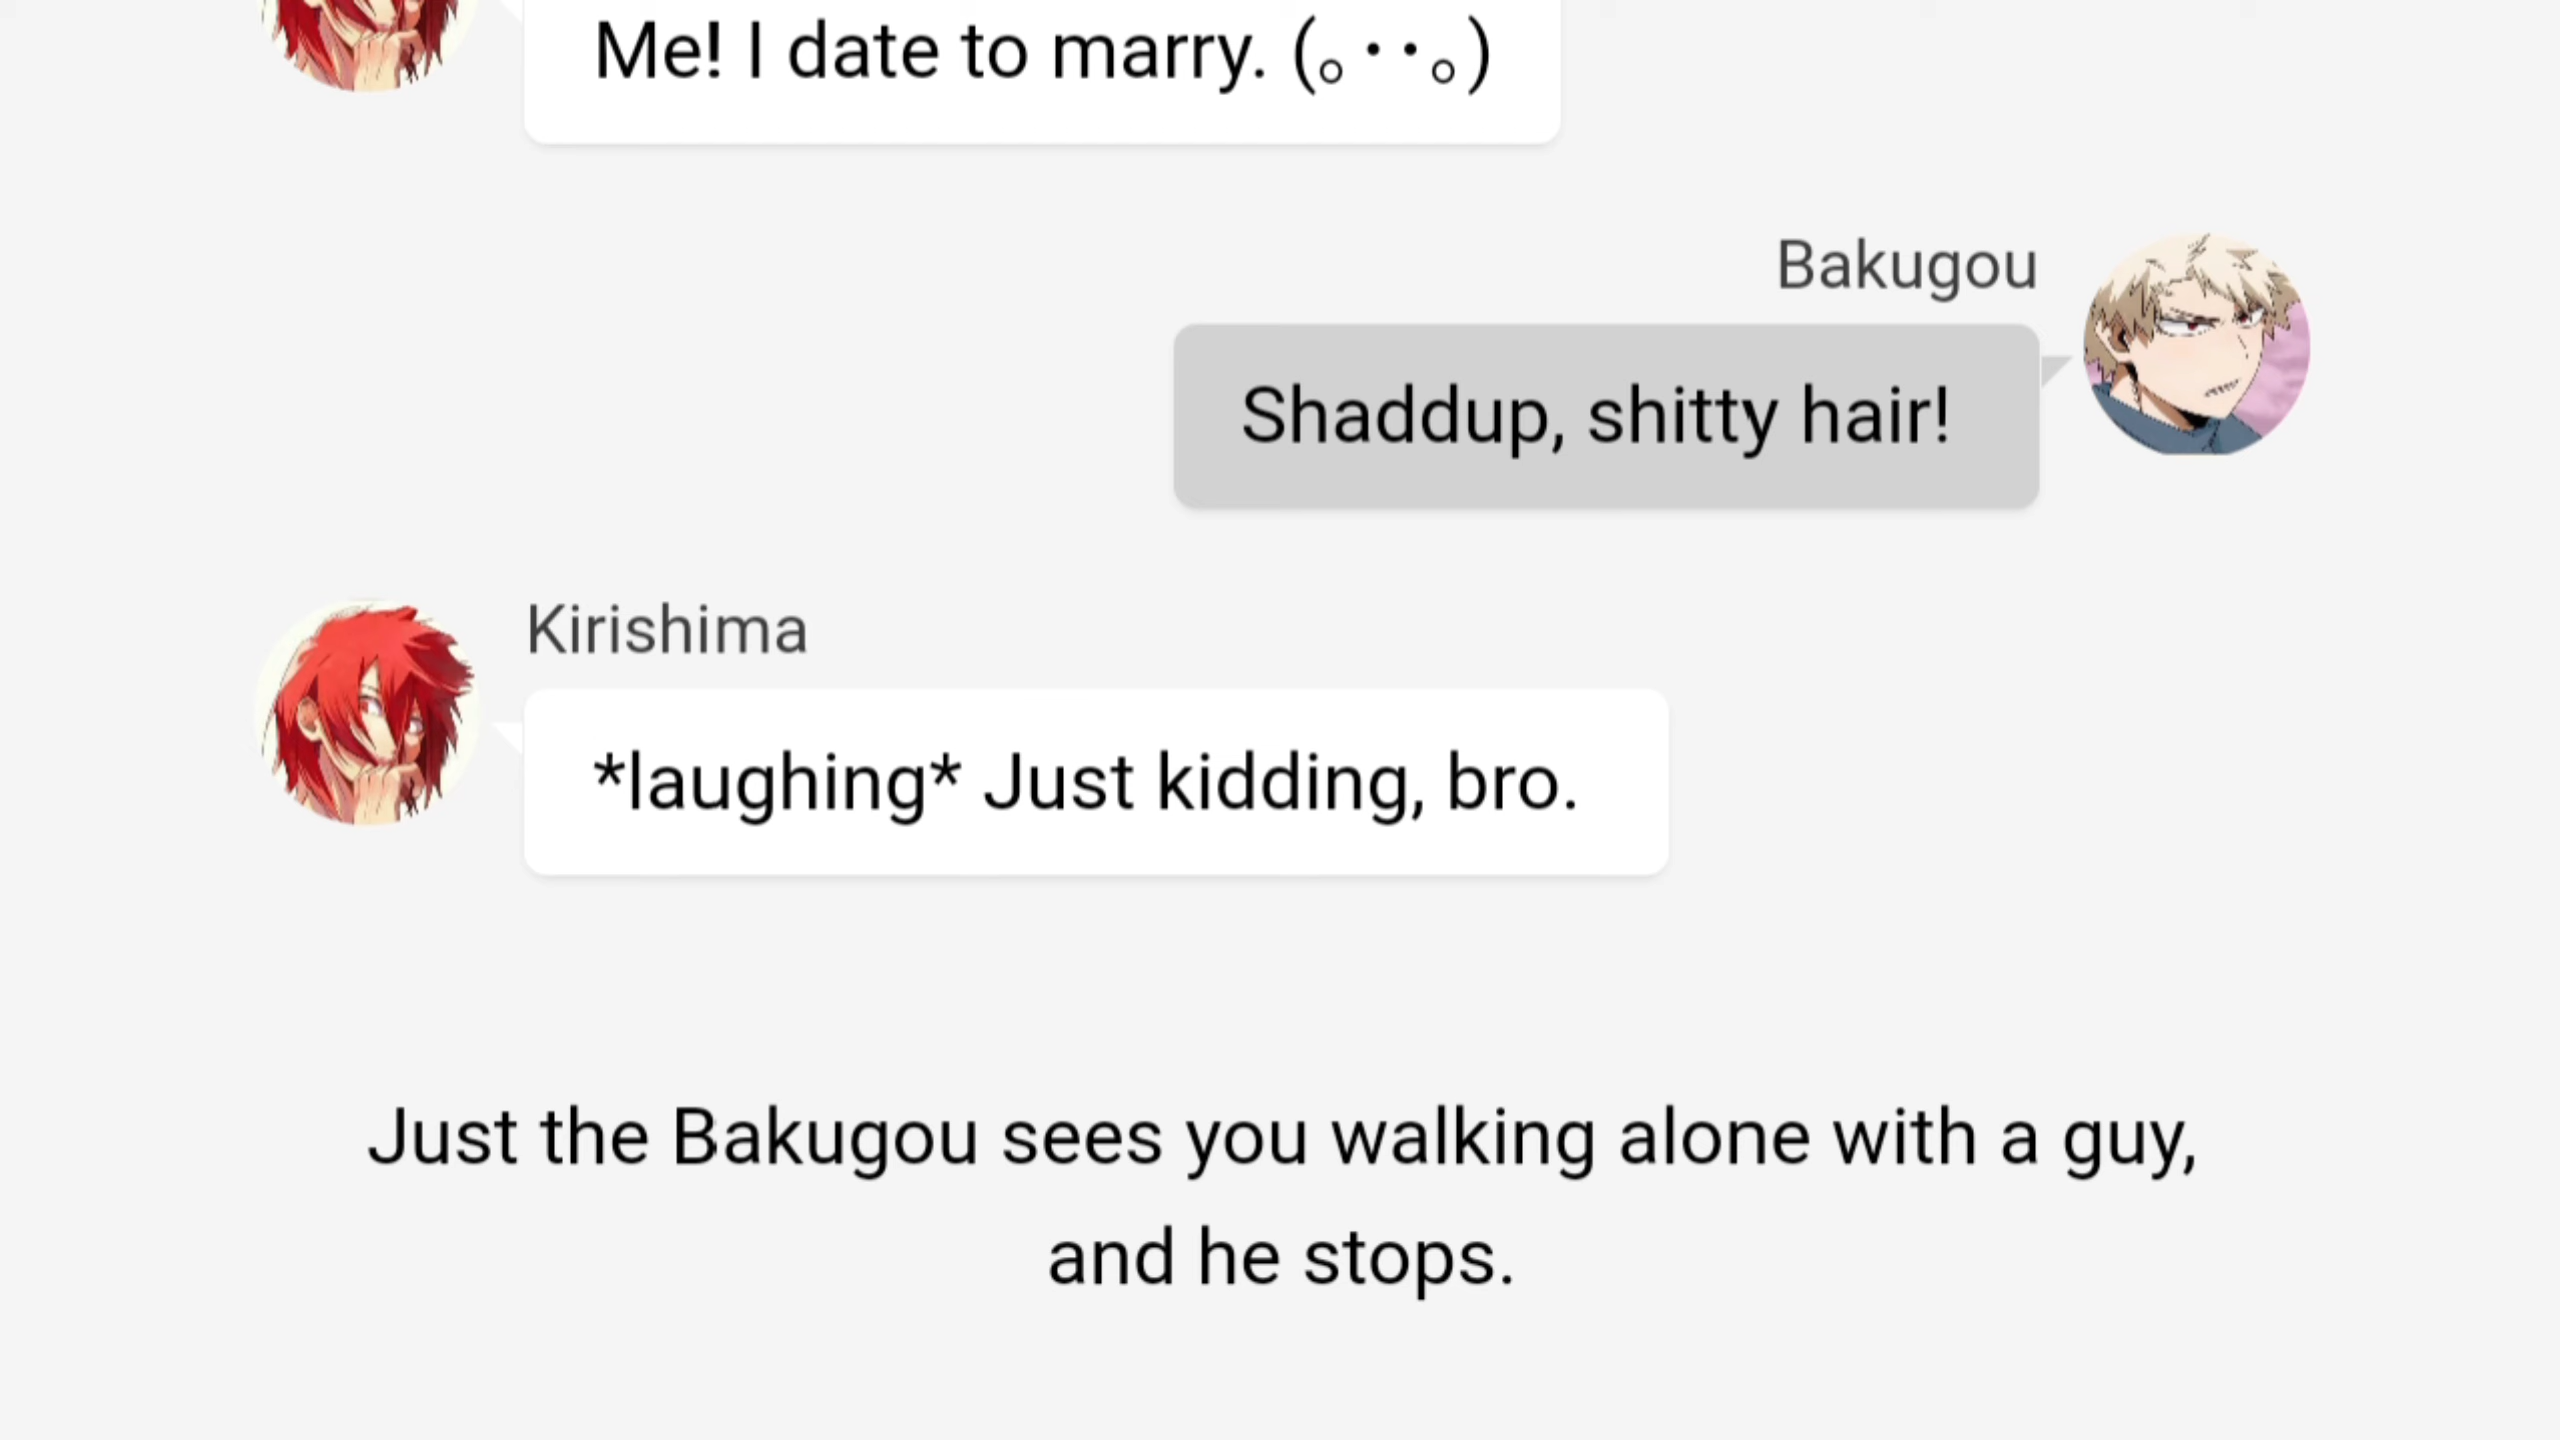 Me! I date to marry. (｡··｡)
Bakugou
Shaddup, shitty hair!
Kirishima
*laughing* Just kidding, bro.
Just the Bakugou sees you walking alone with a guy,
and he stops.